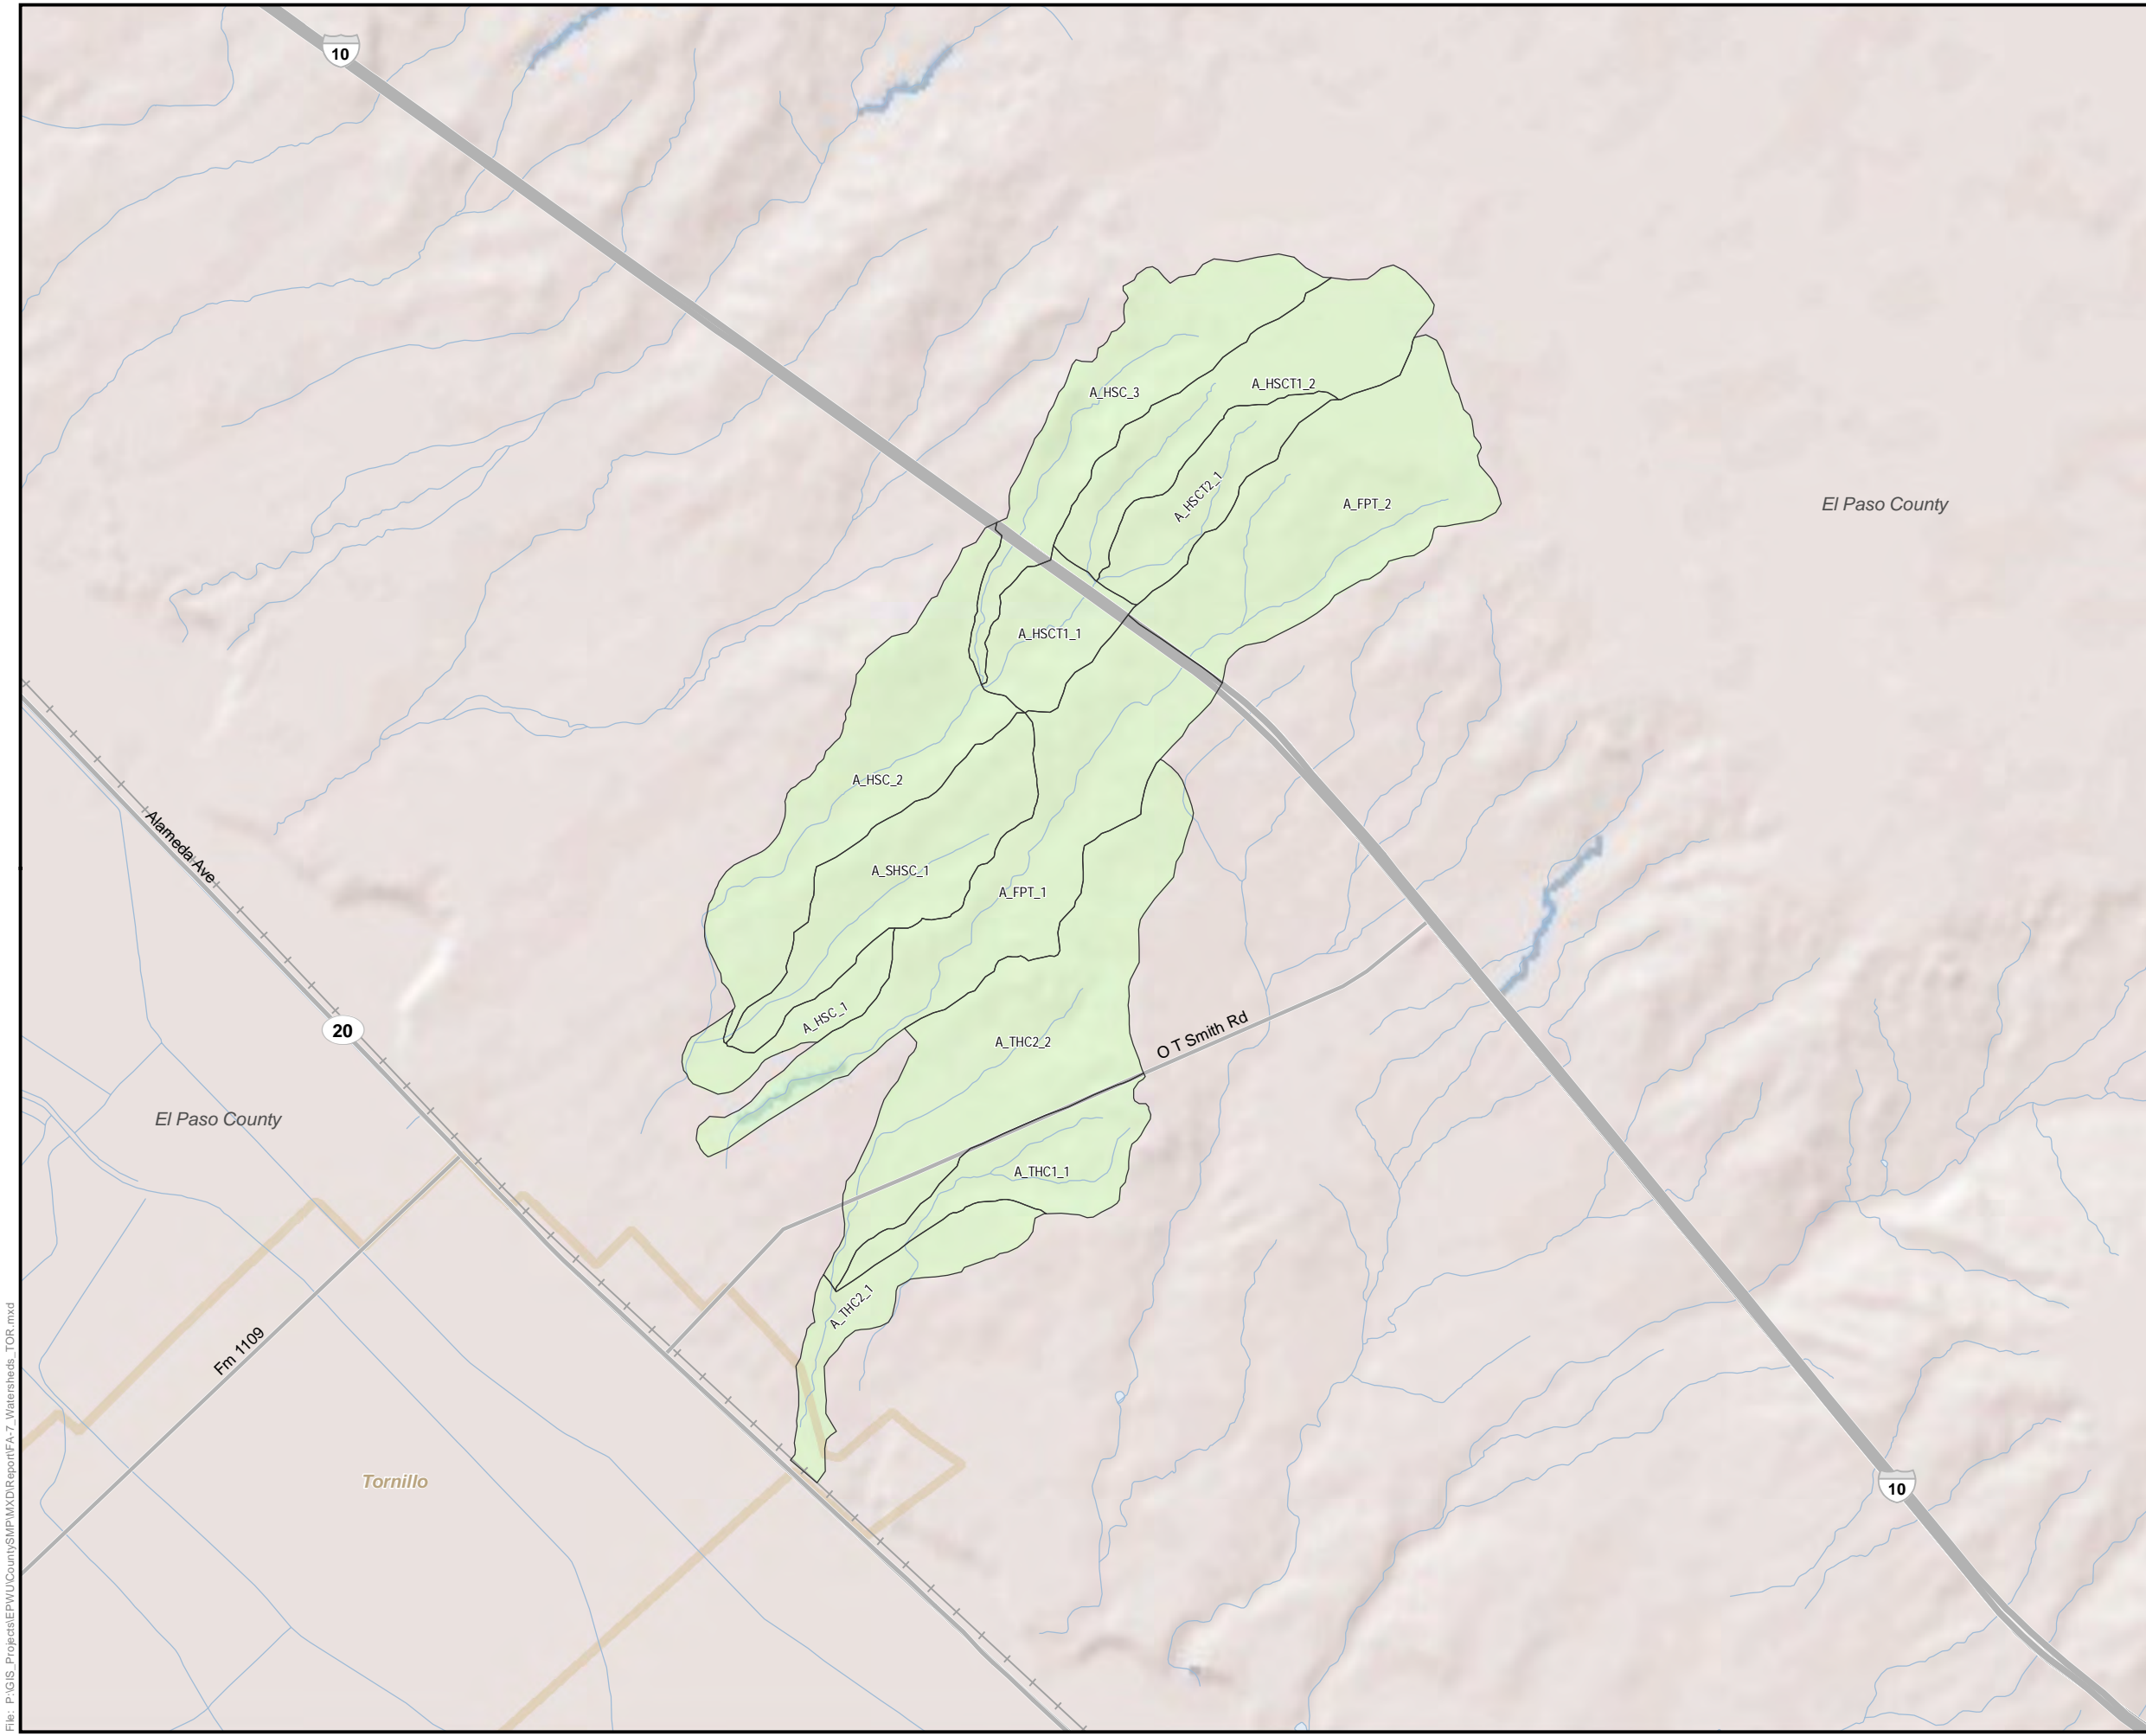 10
A_HSCT1_2
A_HSC_3
A_HSCT2_1
A_FPT_2
El Paso County
A_HSCT1_1
A_HSC_2
Alameda Ave
A_SHSC_1
A_FPT_1
A_HSC_1
20
O T Smith Rd
A_THC2_2
El Paso County
A_THC1_1
A_THC2_1
Fm 1109
Tornillo
10
File: P:\GIS_Projects\EPWU\CountySMP\MXD\Report\FA-7_Watersheds_TOR.mxd